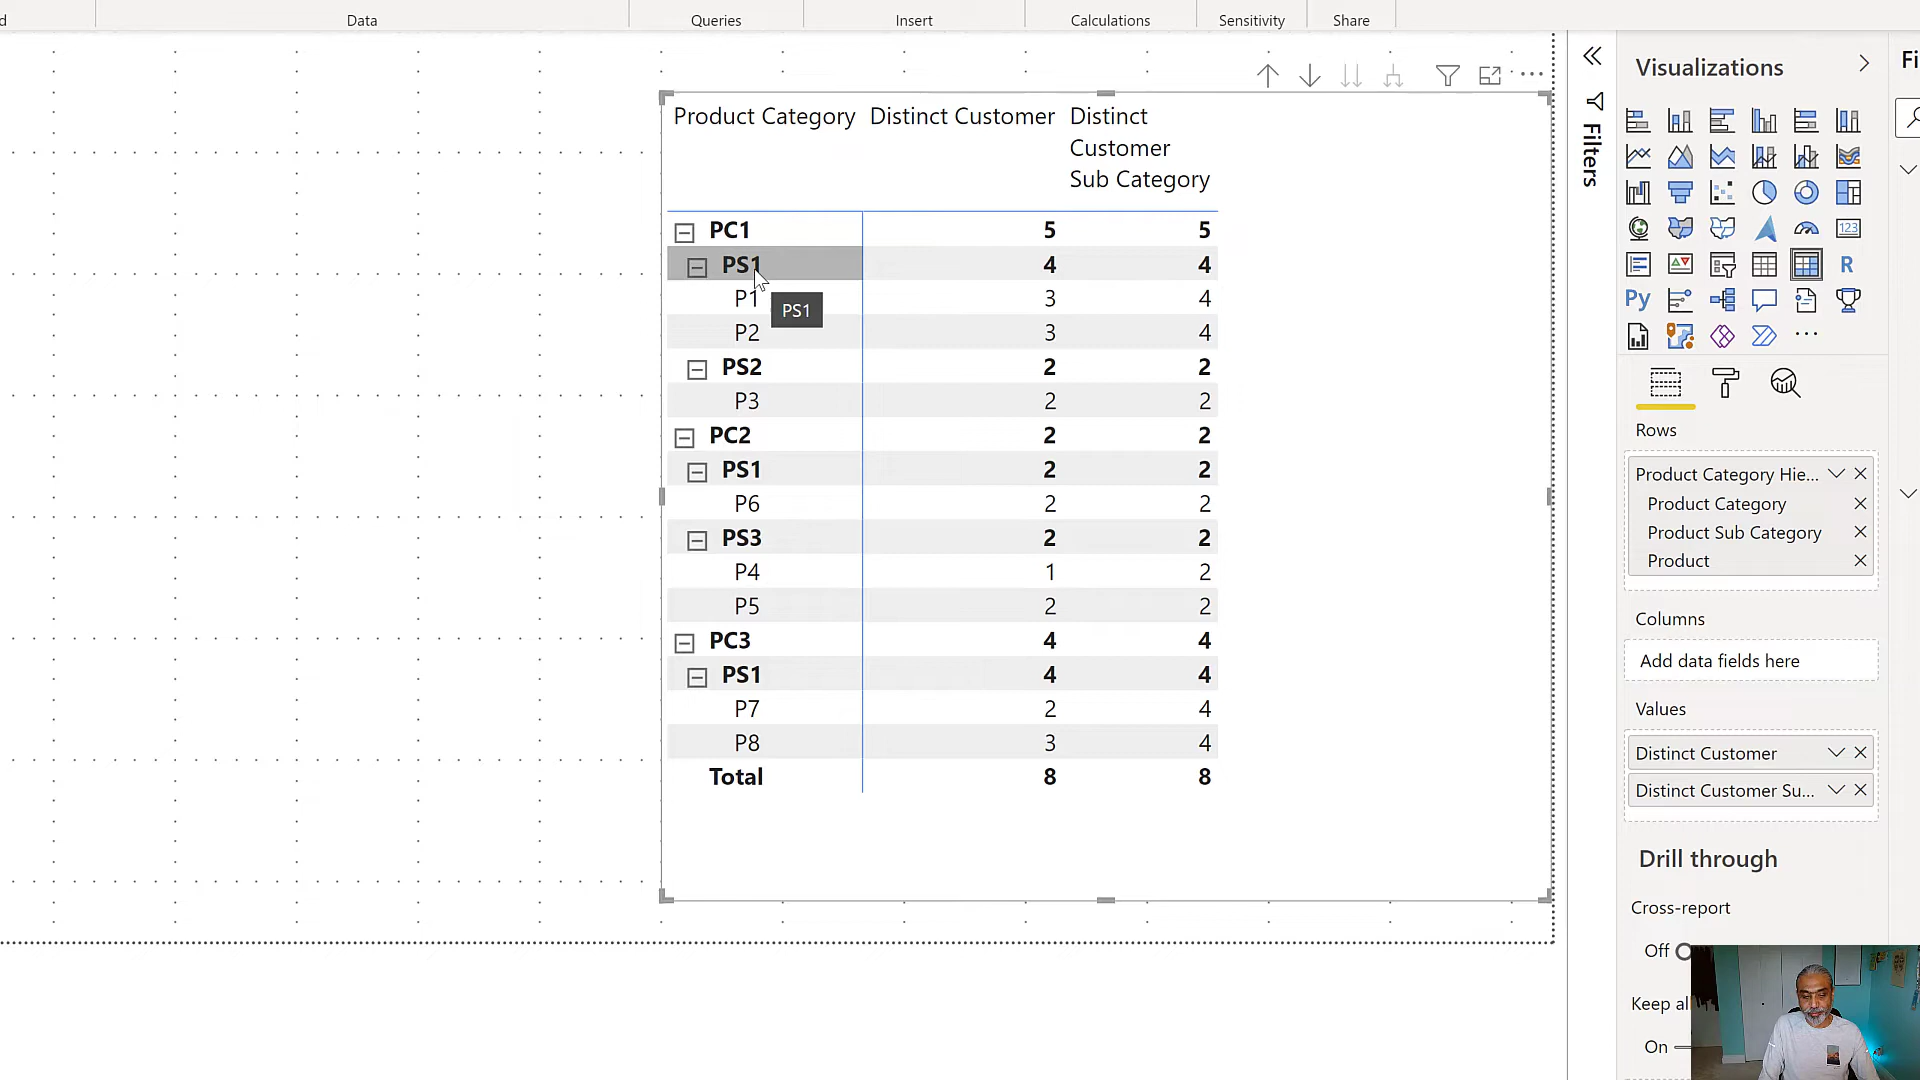 Data
Queries
Insert
Calculations
Sensitivity
Share
Product Category Distinct Customer Distinct
Customer
Sub Category
PC1 5 5
PS1 4 4
P1 3 4
PS1
P2 3 4
PS2 2 2
P3 2 2
PC2 2 2
PS1 2 2
P6 2 2
PS3 2 2
P4 1 2
P5 2 2
PC3 4 4
PS1 4 4
P7 2 4
P8 3 4
Total 8 8
Filters
Visualizations
123
R
Py
Rows
Product Category Hie...
Product Category
Product Sub Category
Product
Columns
Add data fields here
Values
Distinct Customer
Distinct Customer Su...
Drill through
Cross-report
Off
Keep all
On
Fi